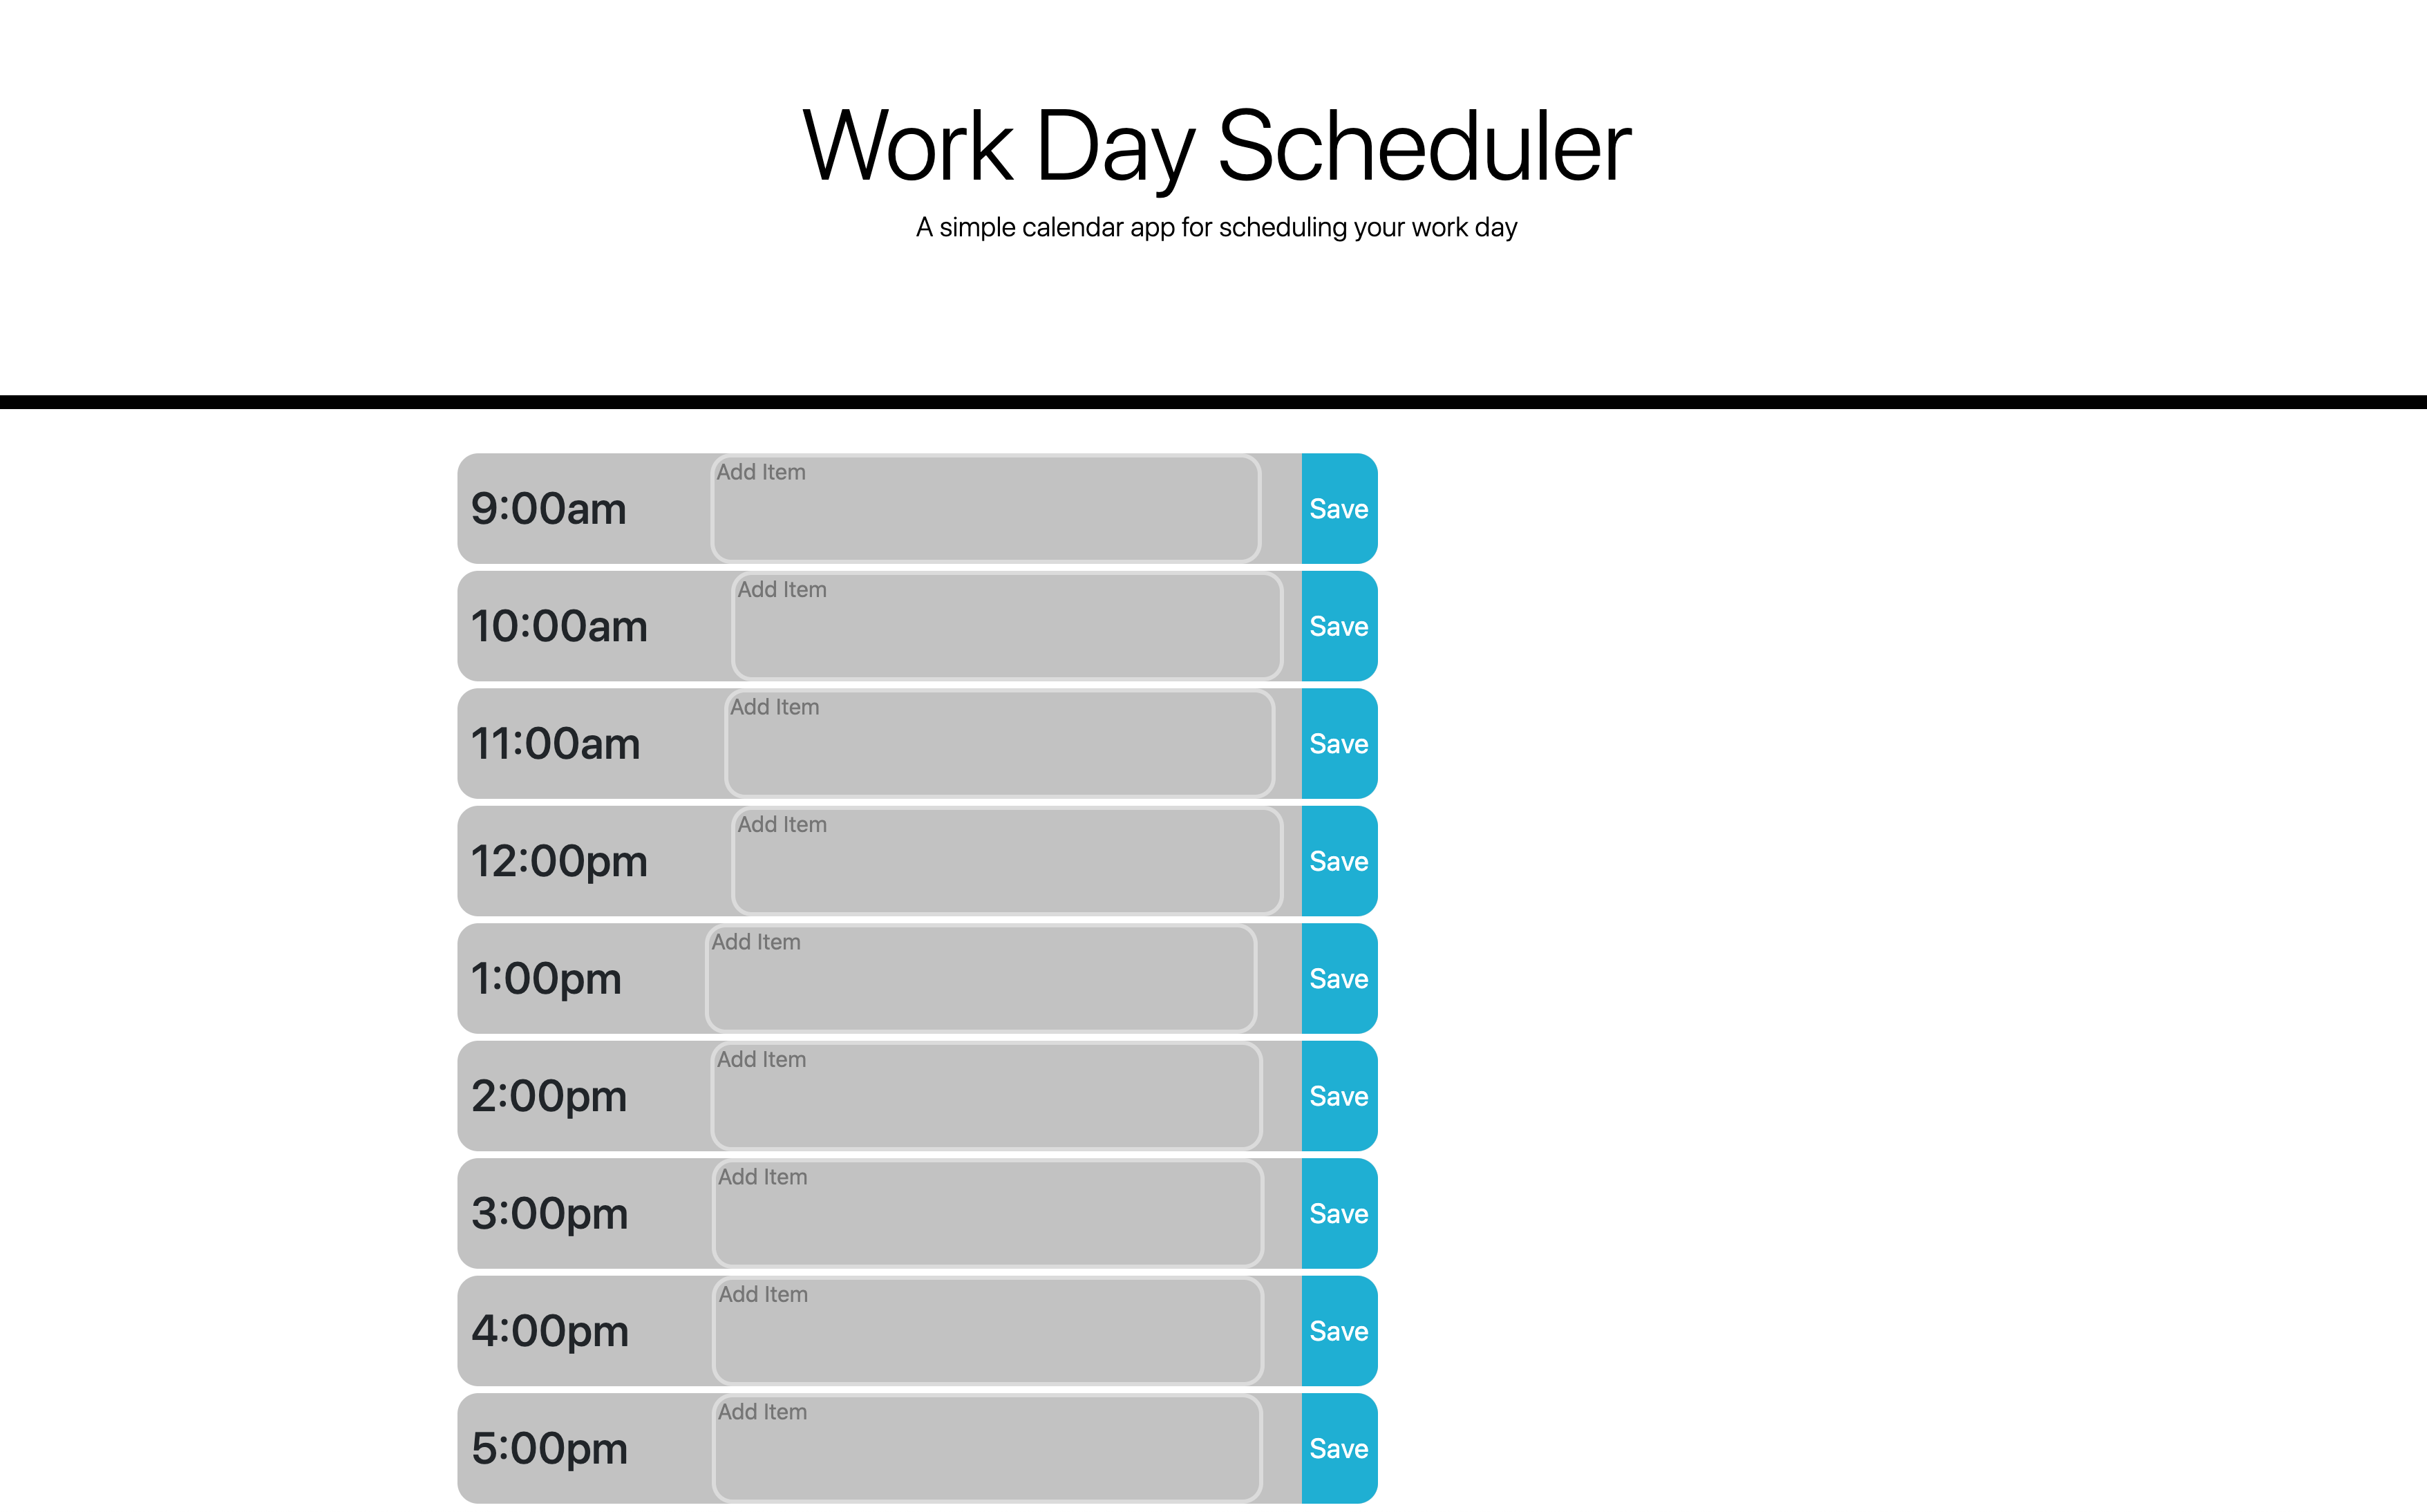 Work Day Scheduler
A simple calendar app for scheduling your work day
9:00am Add Item Save
10:00am Add Item Save
11:00am Add Item Save
12:00pm Add Item Save
1:00pm Add Item Save
2:00pm Add Item Save
3:00pm Add Item Save
4:00pm Add Item Save
5:00pm Add Item Save